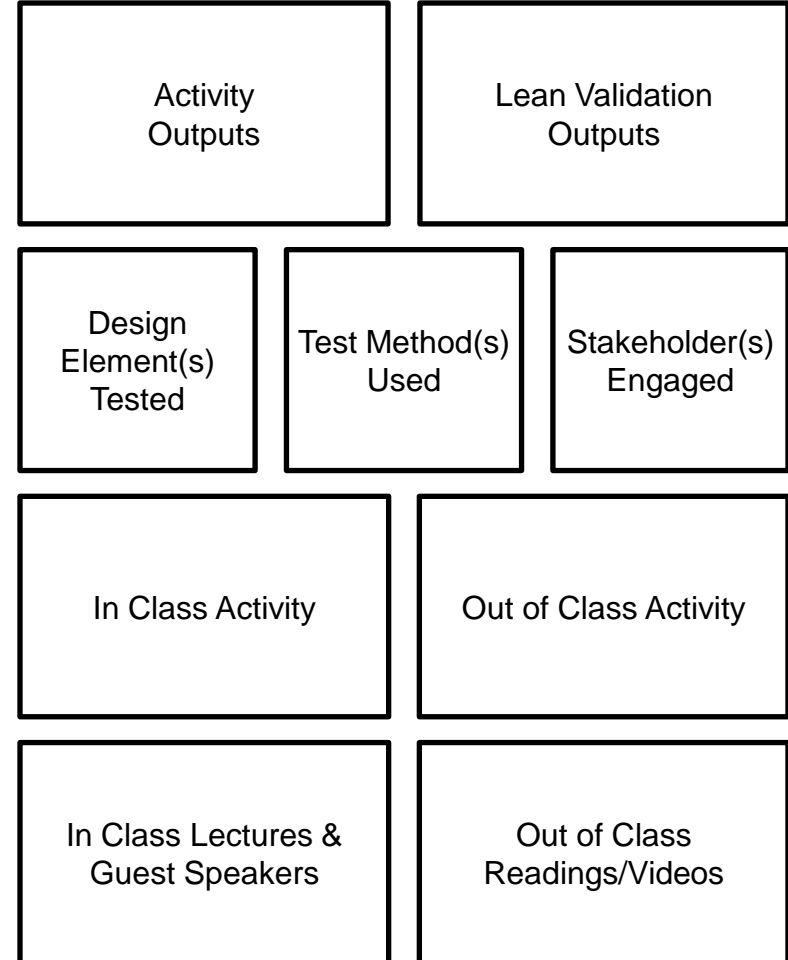 Activity
Outputs
Lean Validation
Outputs
Design
Element(s)
Tested
Test Method(s)
Used
Stakeholder(s)
Engaged
In Class Activity
Out of Class Activity
In Class Lectures &
Guest Speakers
Out of Class
Readings/Videos